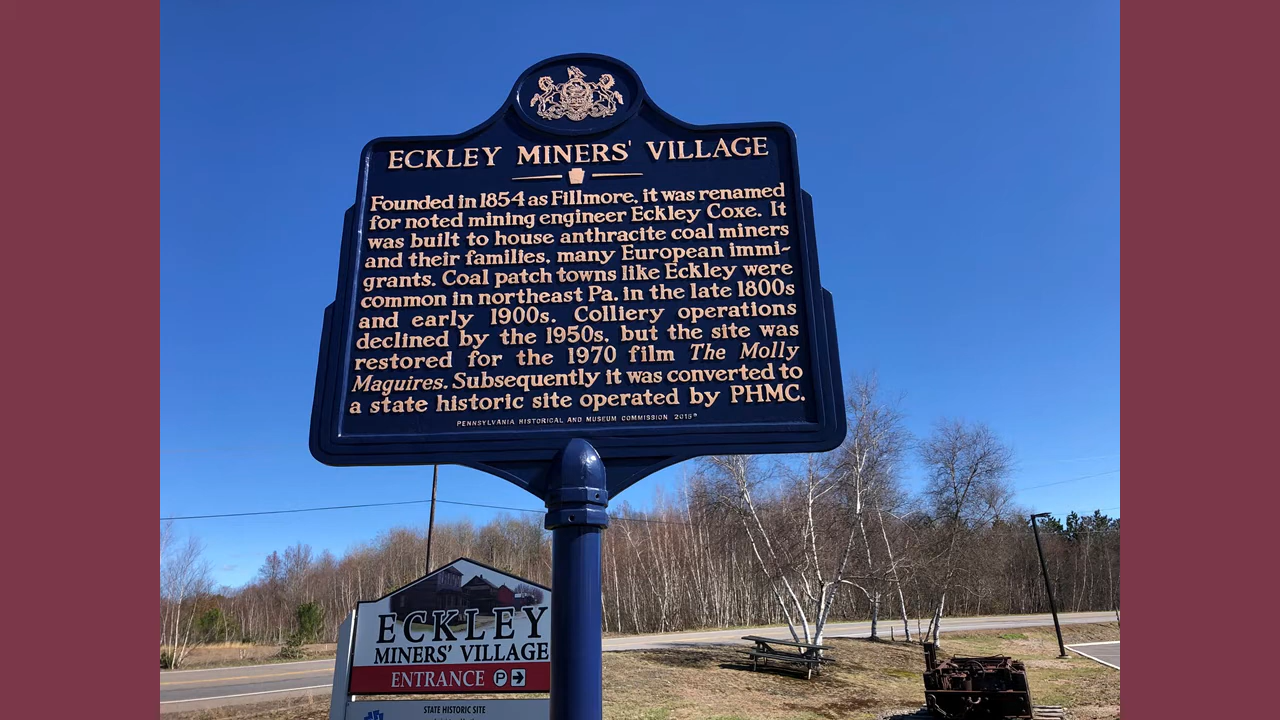 ECKLEY MINERS' VILLAGE
Founded in 1854 as Fillmore, it was renamed
for noted mining engineer Eckley Coxe. It
was built to house anthracite coal miners
and their families, many European immi-
grants. Coal patch towns like Eckley were
common in northeast Pa. in the late 1800s
and early 1900s. Colliery operations
declined by the 1950s, but the site was
restored for the 1970 film The Molly
Maguires. Subsequently it was converted to
a state historic site operated by PHMC.
PENNSYLVANIA HISTORICAL AND MUSEUM COMMISSION 2015
ECKLEY
MINERS' VILLAGE
ENTRANCE P
STATE HISTORIC SITE